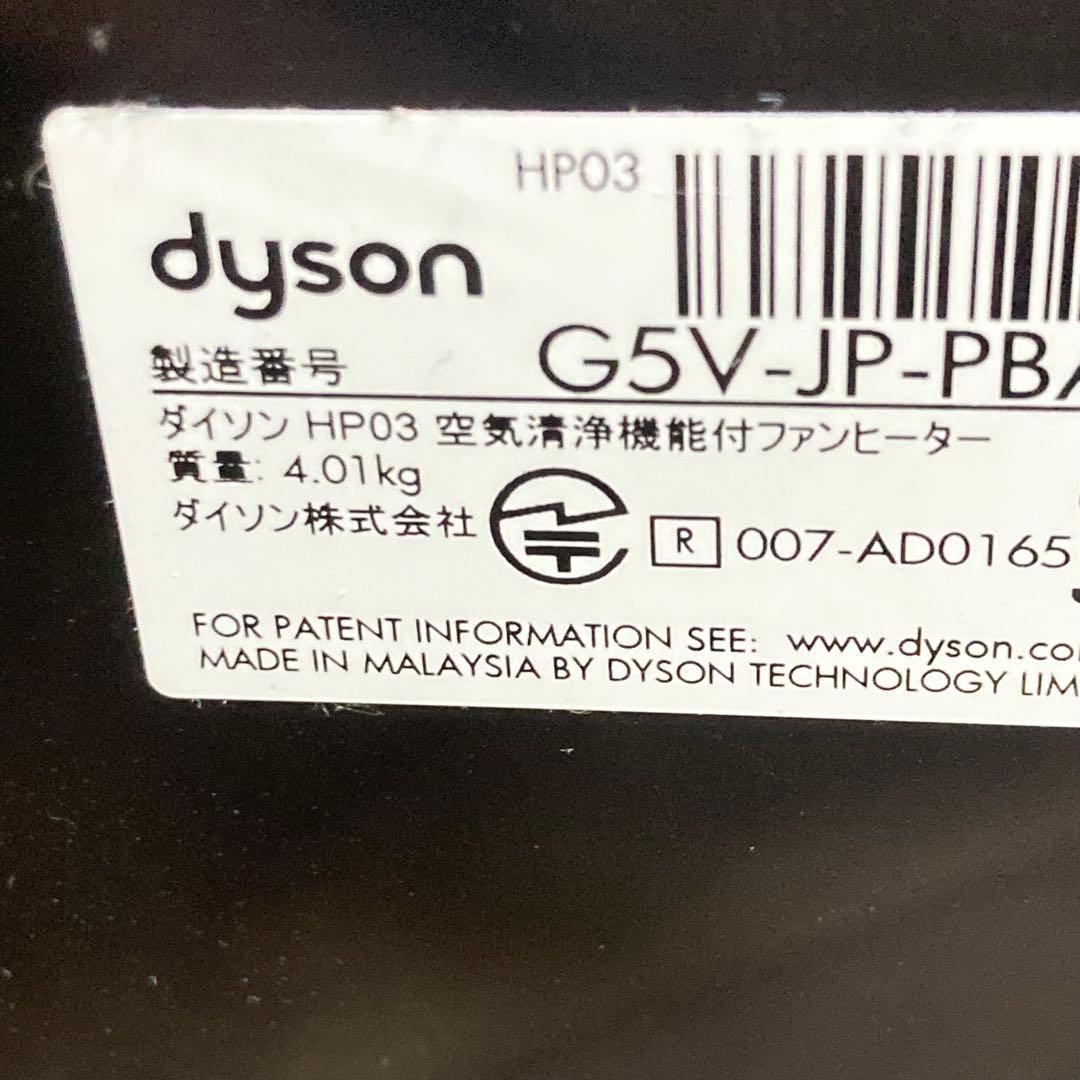 HP03
dyson
製造番号 G5V-JP-PBA
ダイソン HP03 空気清浄機能付ファンヒーター
質量: 4.01kg
ダイソン株式会社 R 007-AD0165
FOR PATENT INFORMATION SEE: www.dyson.co
MADE IN MALAYSIA BY DYSON TECHNOLOGY LIM